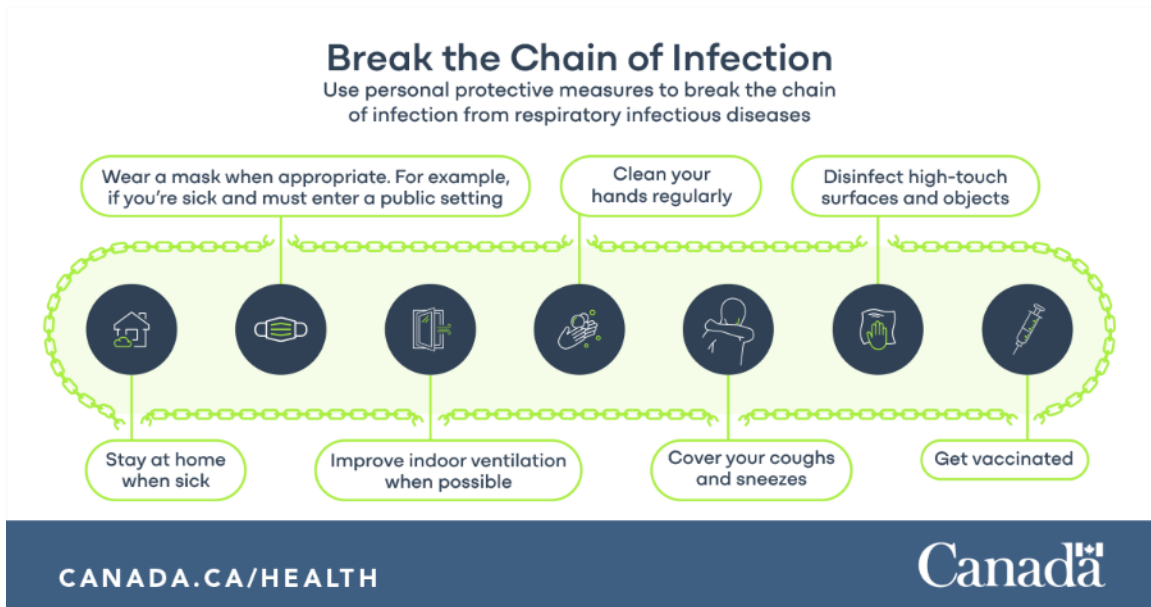 Break the Chain of Infection
Use personal protective measures to break the chain
of infection from respiratory infectious diseases
Wear a mask when appropriate. For example,
if you're sick and must enter a public setting
Clean your
hands regularly
Disinfect high-touch
surfaces and objects
Stay at home
when sick
Improve indoor ventilation
when possible
Cover your coughs
and sneezes
Get vaccinated
CANADA.CA/HEALTH
Canada